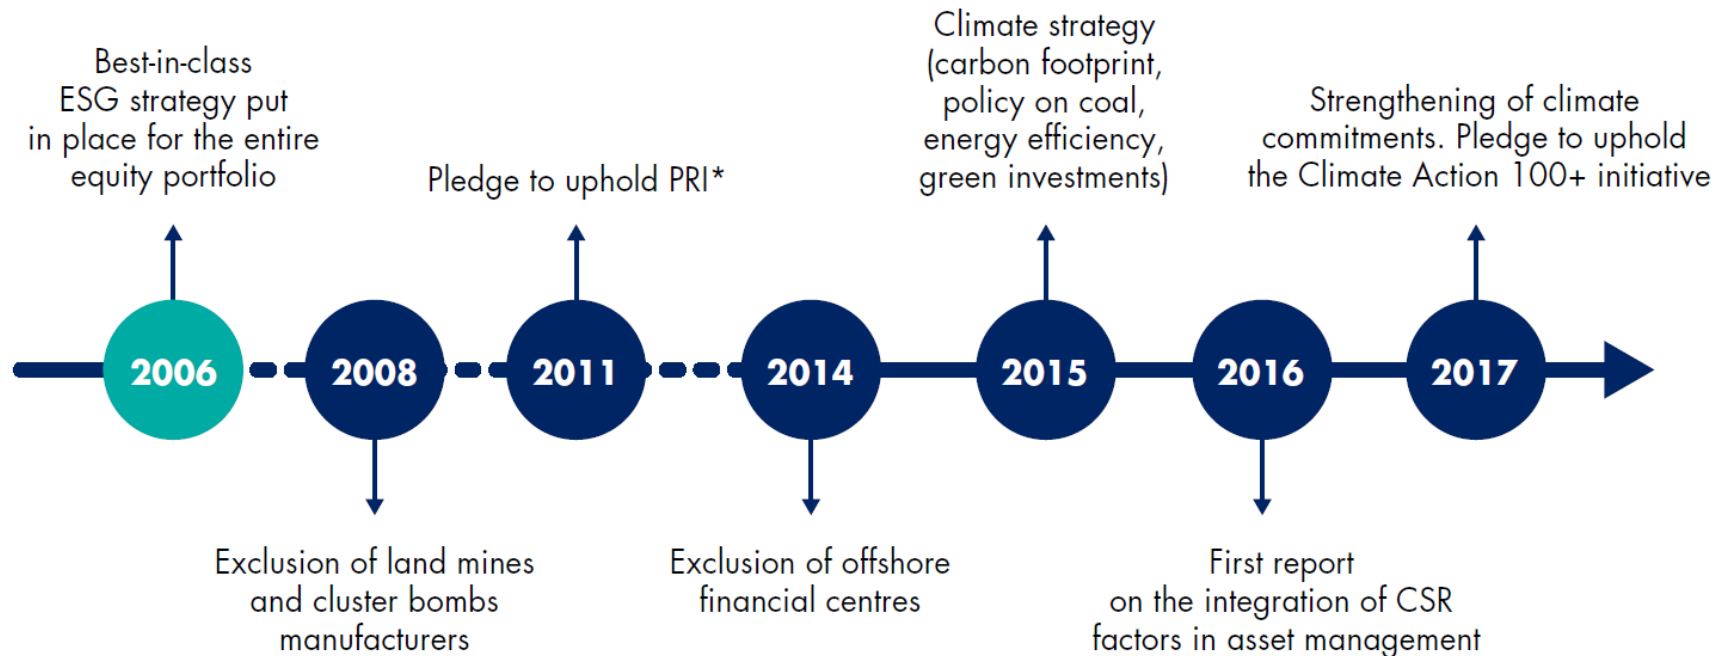 Best-in-class
ESG strategy put
in place for the entire
equity portfolio
Pledge to uphold PRI*
Climate strategy
(carbon footprint,
policy on coal,
energy efficiency,
green investments)
Strengthening of climate
commitments. Pledge to uphold
the Climate Action 100+ initiative
2006
2008
2011
2014
2015
2016
2017
Exclusion of land mines
and cluster bombs
manufacturers
Exclusion of offshore
financial centres
First report
on the integration of CSR
factors in asset management